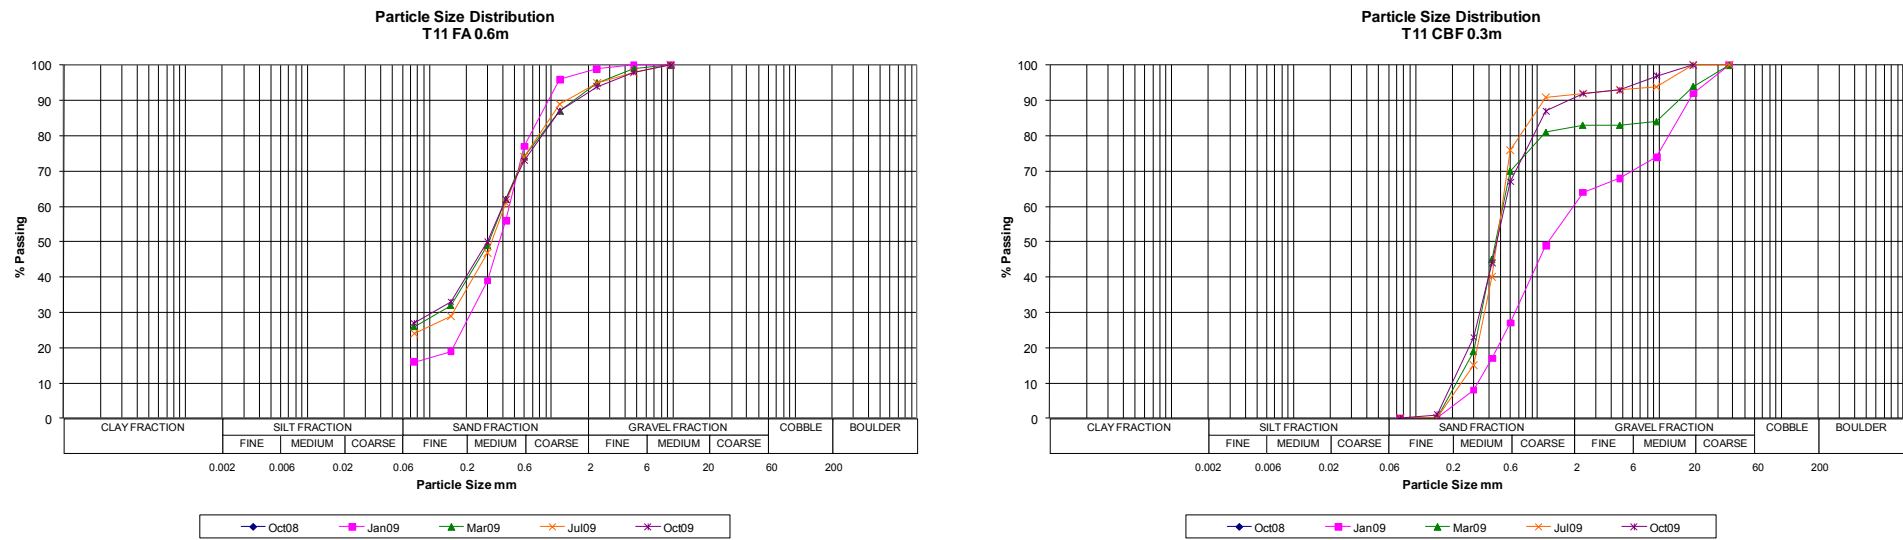 Particle Size Distribution
T11 FA 0.6m
100
90
80
70
60
50
40
30
20
10
0
% Passing
CLAY FRACTION SILT FRACTION SAND FRACTION GRAVEL FRACTION COBBLE BOULDER
FINE MEDIUM COARSE FINE MEDIUM COARSE FINE MEDIUM COARSE
0.002 0.006 0.02 0.06 0.2 0.6 2 6 20 60 200
Particle Size mm
Oct08 Jan09 Mar09 Jul09 Oct09
Particle Size Distribution
T11 CBF 0.3m
100
90
80
70
60
50
40
30
20
10
0
% Passing
CLAY FRACTION SILT FRACTION SAND FRACTION GRAVEL FRACTION COBBLE BOULDER
FINE MEDIUM COARSE FINE MEDIUM COARSE FINE MEDIUM COARSE
0.002 0.006 0.02 0.06 0.2 0.6 2 6 20 60 200
Particle Size mm
Oct08 Jan09 Mar09 Jul09 Oct09